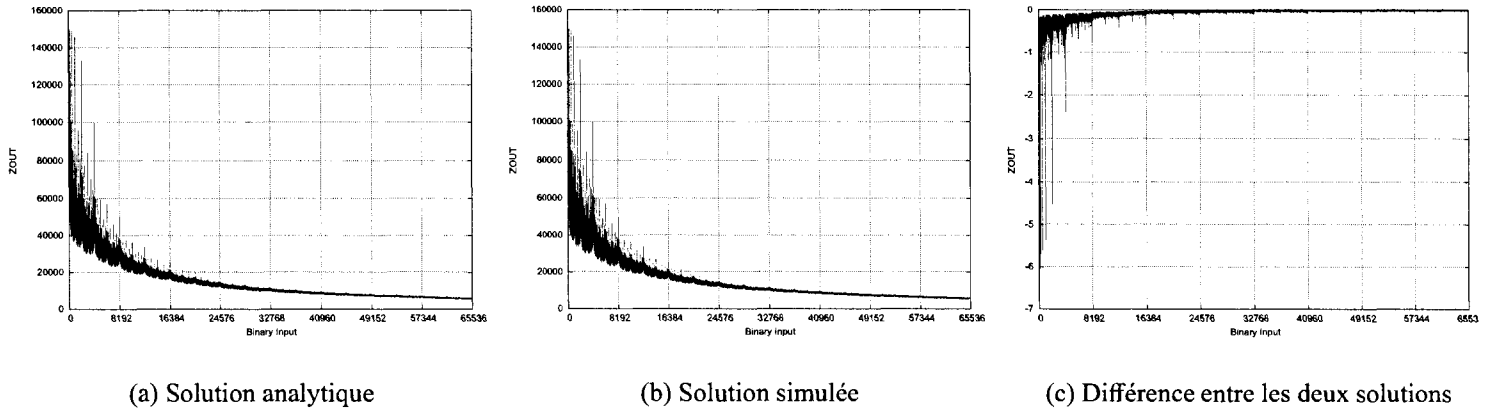 160000
140000
120000
100000
80000
60000
40000
20000
0
ZOUT
0 8192 16384 24576 32768 40960 49152 57344 65536
Binary Input
(a) Solution analytique
160000
140000
120000
100000
80000
60000
40000
20000
0
ZOUT
0 8192 16384 24576 32766 40960 49152 57344 65536
Binary Input
(b) Solution simulée
0
-1
-2
-3
-4
-5
-6
-7
ZOUT
0 8192 16384 24576 32766 40960 49152 57344 6553
Binary Input
(c) Différence entre les deux solutions